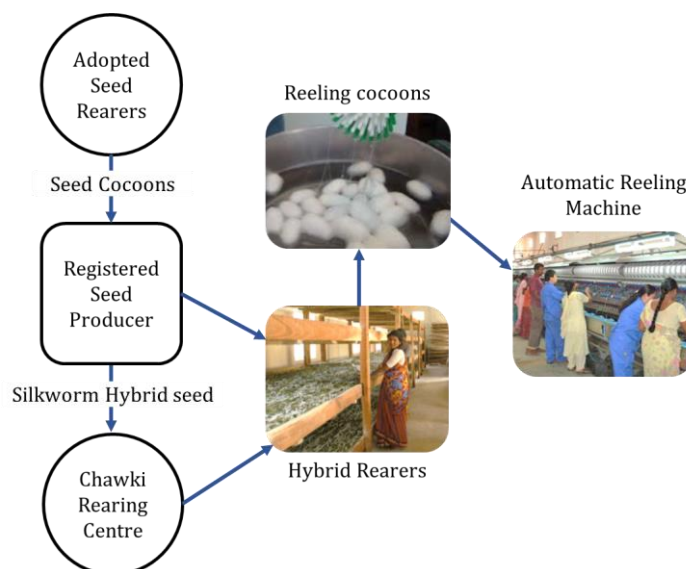 Adopted
Seed
Rearers
Seed Cocoons
Registered
Seed
Producer
Silkworm Hybrid seed
Chawki
Rearing
Centre
Reeling cocoons
Hybrid Rearers
Automatic Reeling
Machine